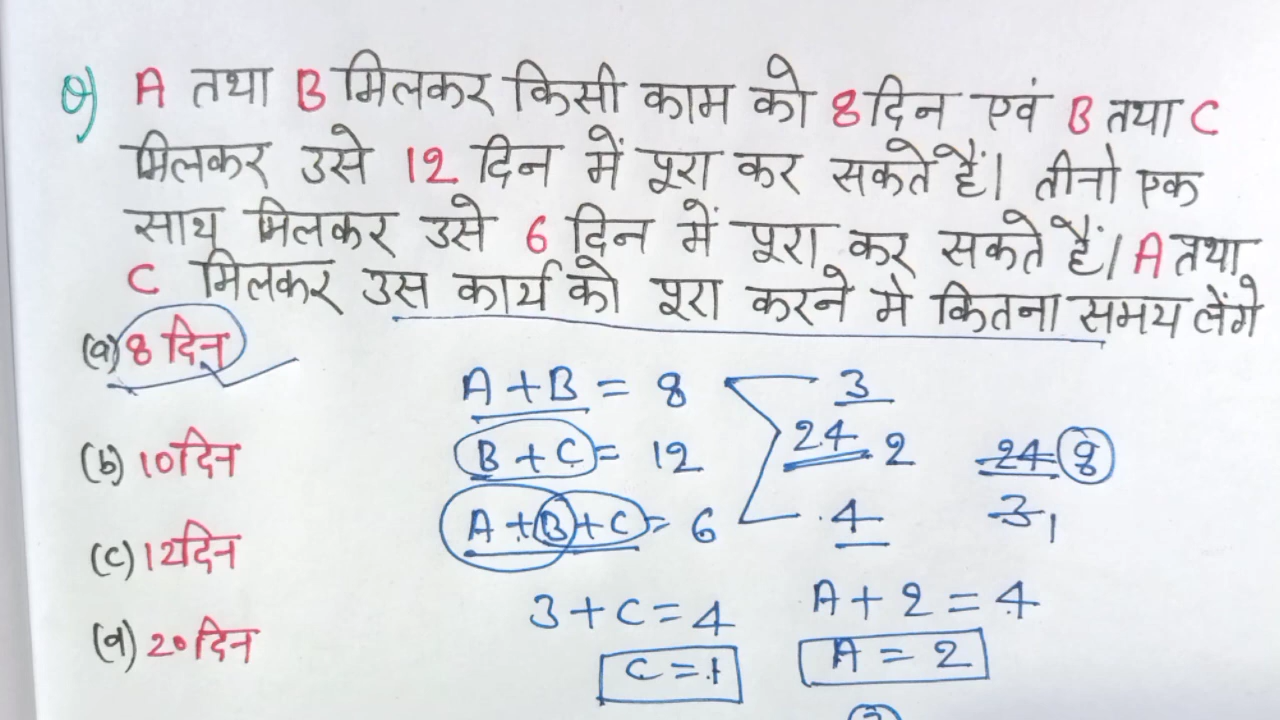 Q) A तथा B मिलकर किसी काम को 8 दिन एवं B तथा C
मिलकर उसे 12 दिन में पूरा कर सकते हैं। तीनो एक
साथ मिलकर उसे 6 दिन में पूरा कर सकते हैं। A तथा
C मिलकर उस कार्य को पूरा करने मे कितना समय लेंगे
(a) 8 दिन
(b) 10 दिन
(c) 12 दिन
(d) 20 दिन
A + B = 8
B + C = 12
A + B + C = 6
3
24 2
4
24 8
3 1
3 + C = 4
C = 1
A + 2 = 4
A = 2